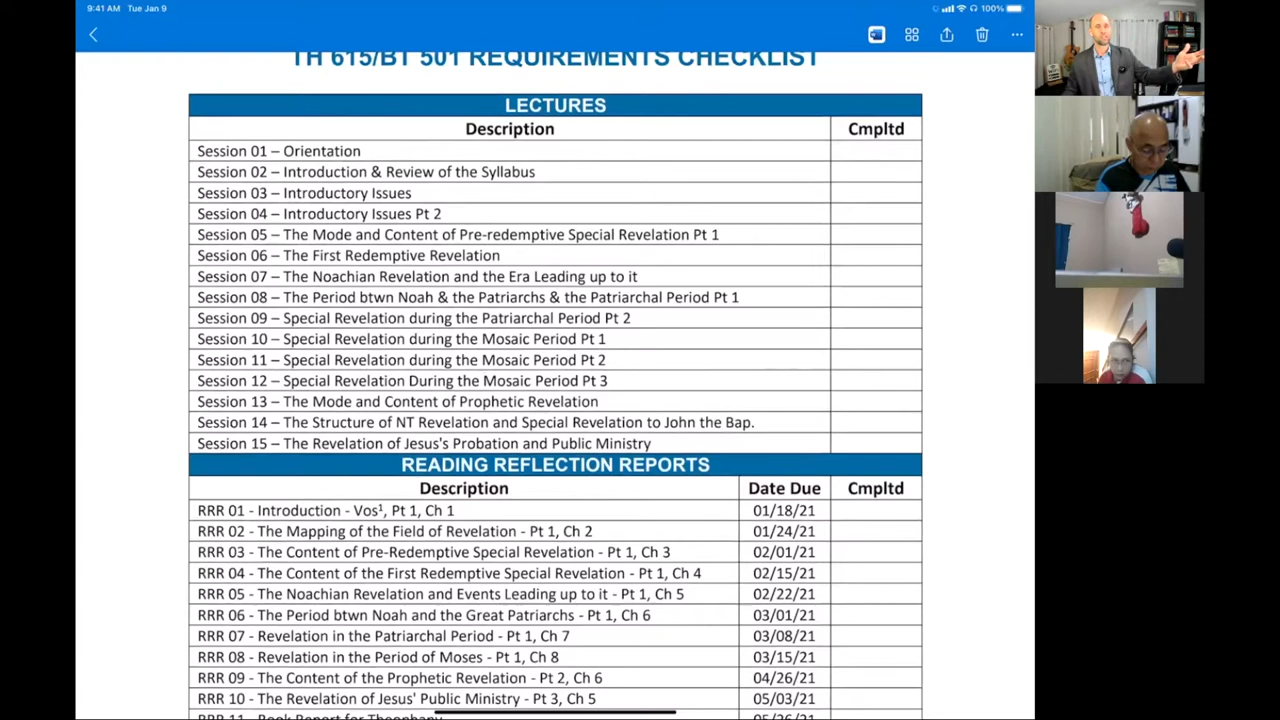 9:41 AM Tue Jan 9
100%
TH 615/BT 501 REQUIREMENTS CHECKLIST
LECTURES
Description Cmpltd
Session 01 – Orientation
Session 02 – Introduction & Review of the Syllabus
Session 03 – Introductory Issues
Session 04 – Introductory Issues Pt 2
Session 05 – The Mode and Content of Pre-redemptive Special Revelation Pt 1
Session 06 – The First Redemptive Revelation
Session 07 – The Noachian Revelation and the Era Leading up to it
Session 08 – The Period btwn Noah & the Patriarchs & the Patriarchal Period Pt 1
Session 09 – Special Revelation during the Patriarchal Period Pt 2
Session 10 – Special Revelation during the Mosaic Period Pt 1
Session 11 – Special Revelation during the Mosaic Period Pt 2
Session 12 – Special Revelation During the Mosaic Period Pt 3
Session 13 – The Mode and Content of Prophetic Revelation
Session 14 – The Structure of NT Revelation and Special Revelation to John the Bap.
Session 15 – The Revelation of Jesus's Probation and Public Ministry
READING REFLECTION REPORTS
Description Date Due Cmpltd
RRR 01 - Introduction - Vos¹, Pt 1, Ch 1 01/18/21
RRR 02 - The Mapping of the Field of Revelation - Pt 1, Ch 2 01/24/21
RRR 03 - The Content of Pre-Redemptive Special Revelation - Pt 1, Ch 3 02/01/21
RRR 04 - The Content of the First Redemptive Special Revelation - Pt 1, Ch 4 02/15/21
RRR 05 - The Noachian Revelation and Events Leading up to it - Pt 1, Ch 5 02/22/21
RRR 06 - The Period btwn Noah and the Great Patriarchs - Pt 1, Ch 6 03/01/21
RRR 07 - Revelation in the Patriarchal Period - Pt 1, Ch 7 03/08/21
RRR 08 - Revelation in the Period of Moses - Pt 1, Ch 8 03/15/21
RRR 09 - The Content of the Prophetic Revelation - Pt 2, Ch 6 04/26/21
RRR 10 - The Revelation of Jesus' Public Ministry - Pt 3, Ch 5 05/03/21
RRR 11 - Book Report for Theophany 05/26/21